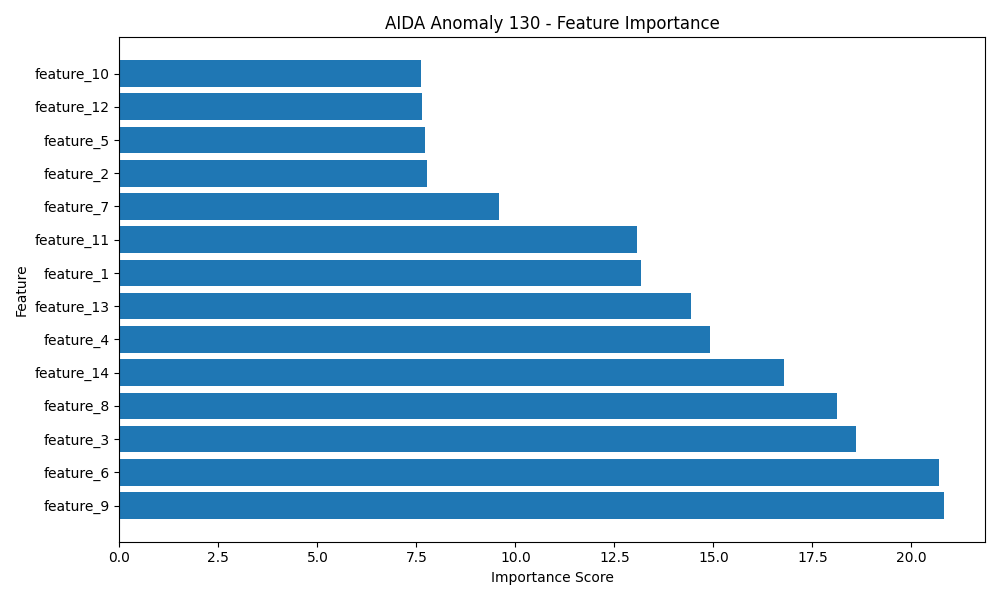 AIDA Anomaly 130 - Feature Importance
feature_10
feature_12
feature_5
feature_2
feature_7
feature_11
feature_1
feature_13
feature_4
feature_14
feature_8
feature_3
feature_6
feature_9
Feature
0.0 2.5 5.0 7.5 10.0 12.5 15.0 17.5 20.0
Importance Score